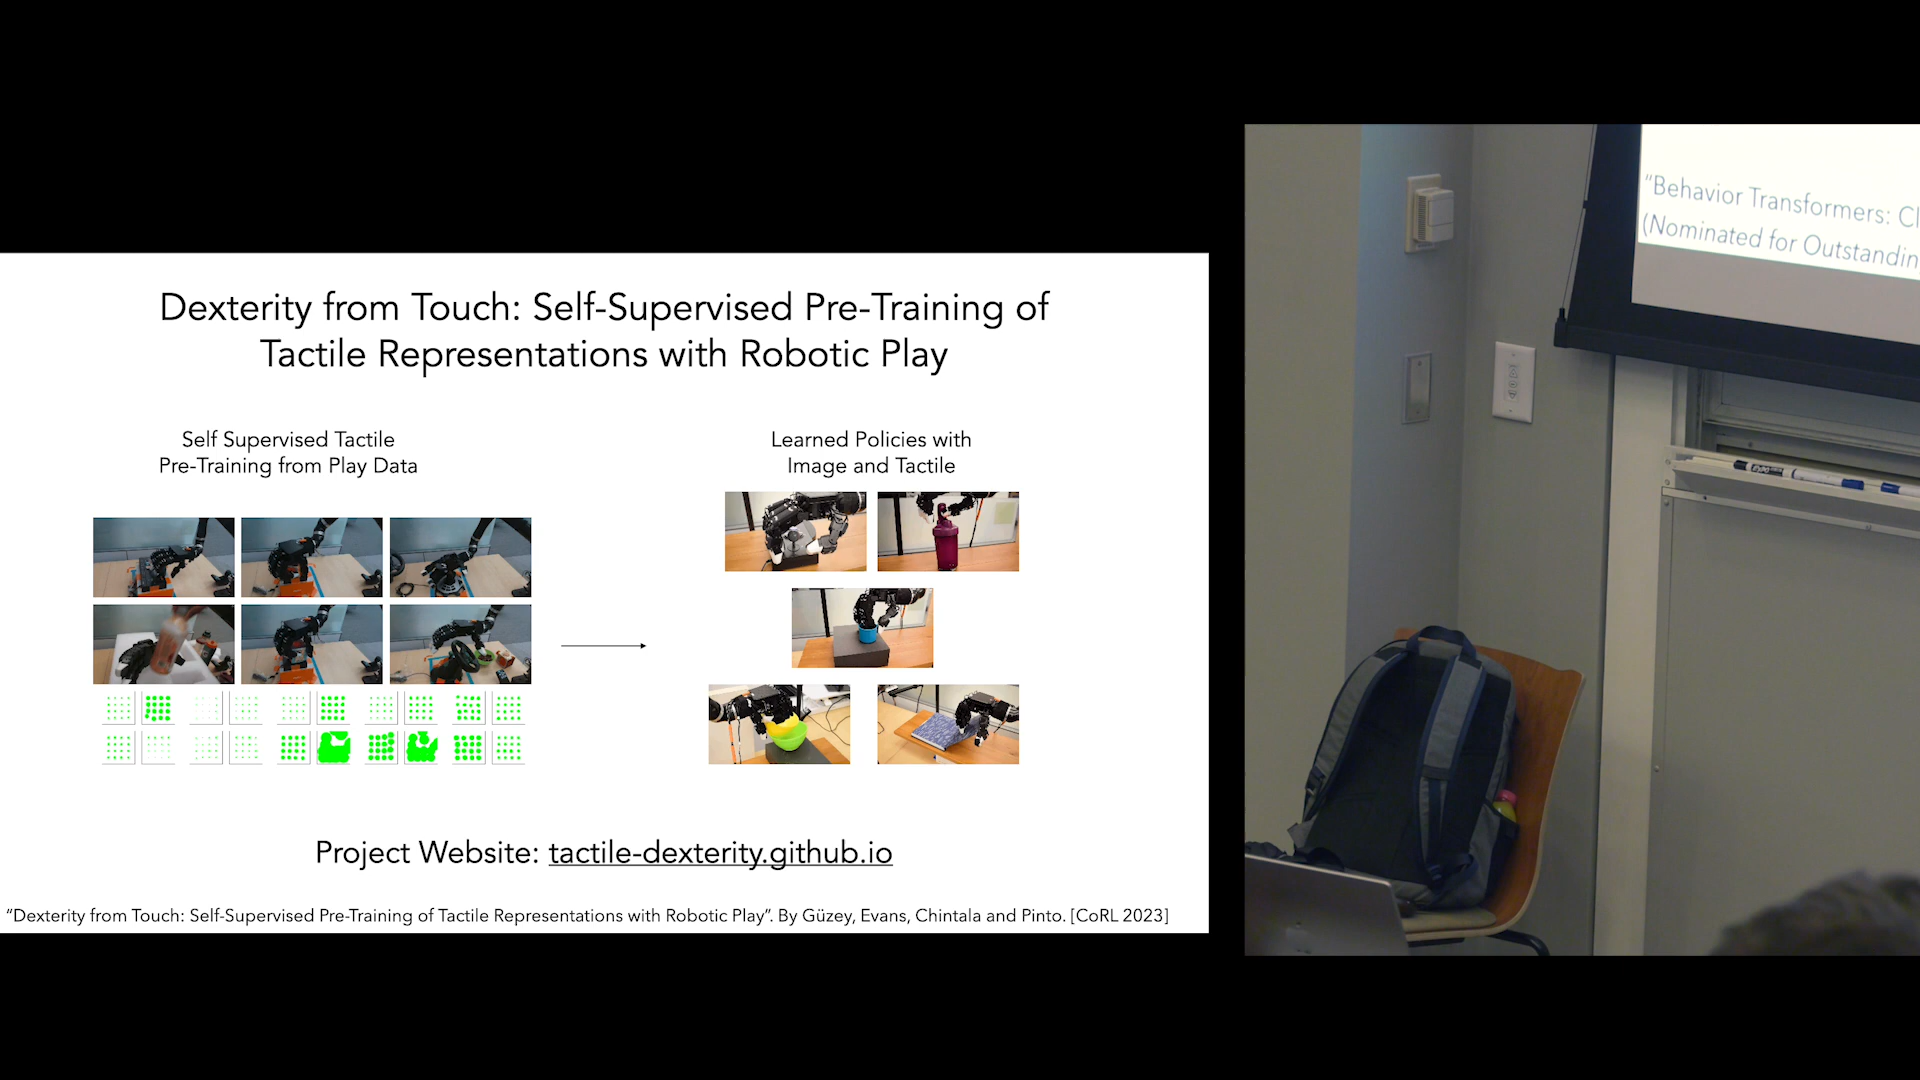 Dexterity from Touch: Self-Supervised Pre-Training of
Tactile Representations with Robotic Play
Self Supervised Tactile
Pre-Training from Play Data
Learned Policies with
Image and Tactile
Project Website: tactile-dexterity.github.io
“Dexterity from Touch: Self-Supervised Pre-Training of Tactile Representations with Robotic Play”. By Güzey, Evans, Chintala and Pinto. [CoRL 2023]
“Behavior Transformers: Cl
(Nominated for Outstandin
EXPO